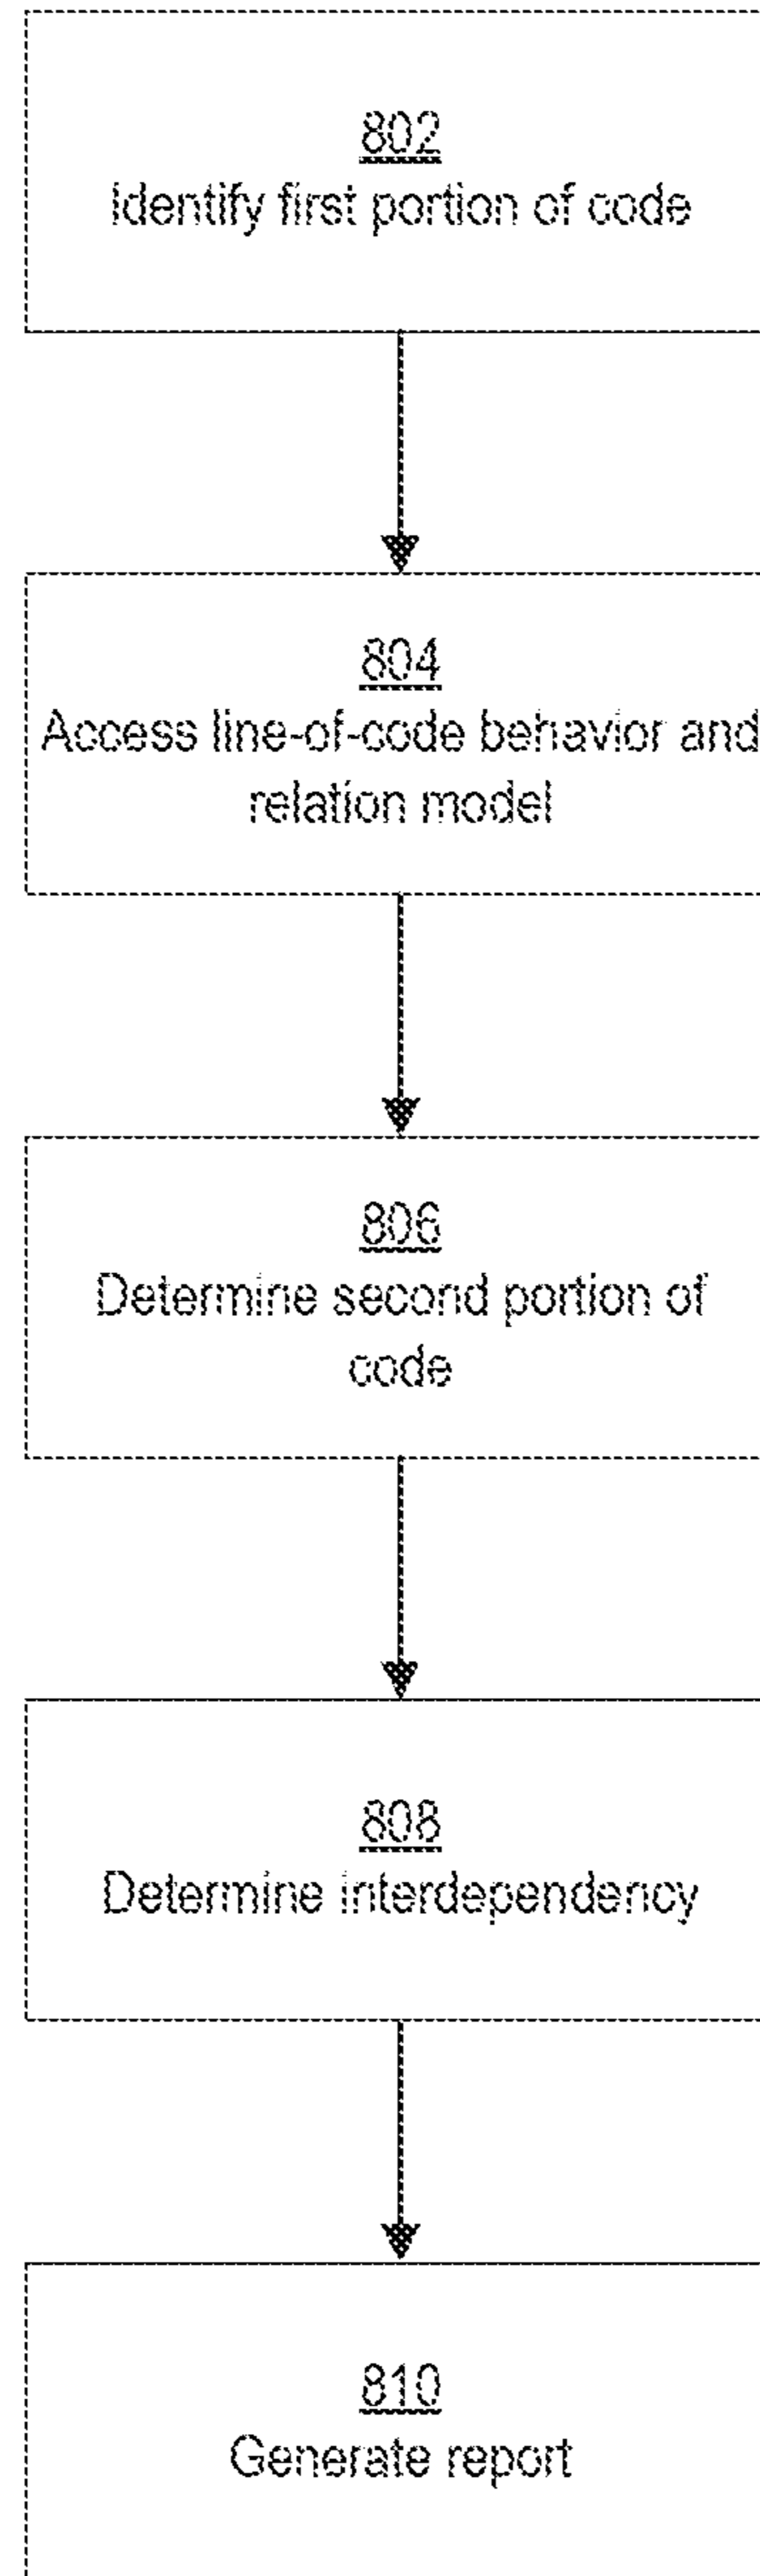 802
Identify first portion of code
804
Access line-of-code behavior and
relation model
806
Determine second portion of
code
808
Determine interdependency
810
Generate report